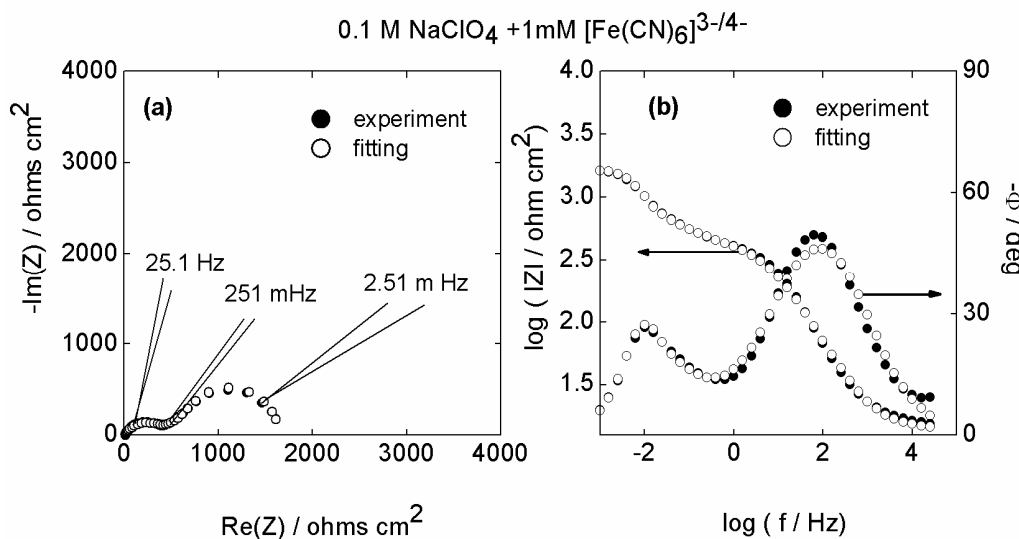 0.1 M NaClO4 +1mM [Fe(CN)6]3-/4-
(a)
experiment
fitting
25.1 Hz
251 mHz
2.51 m Hz
4000
3000
2000
1000
0
0 1000 2000 3000 4000
-Im(Z) / ohms cm2
Re(Z) / ohms cm2
(b)
experiment
fitting
4.0
3.5
3.0
2.5
2.0
1.5
-2 0 2 4
90
60
30
0
log ( IZI / ohm cm2)
-Φ / deg
log ( f / Hz)